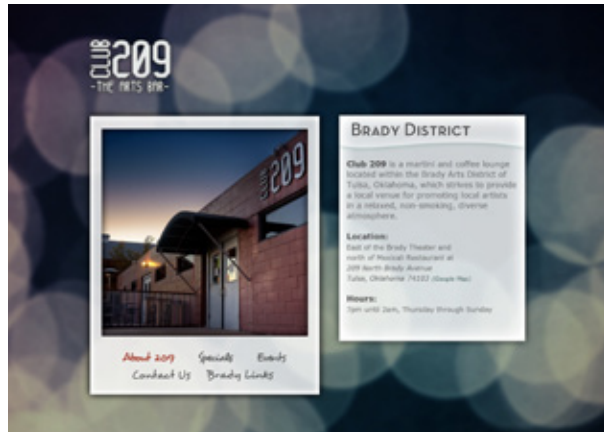 CLUB 209
-THE ARTS BAR-
CLUB 209
About 209 Specials Events
Contact Us Brady Links
BRADY DISTRICT
Club 209 is a martini and coffee lounge
located within the Brady Arts District of
Tulsa, Oklahoma, which strives to provide
a local venue for promoting local artists
in a relaxed, non-smoking, diverse
atmosphere.
Location:
East of the Brady Theater and
north of Mexicali Restaurant at
209 North Brady Avenue
Tulsa, Oklahoma 74103 (Google Map)
Hours:
7pm until 2am, Thursday through Sunday